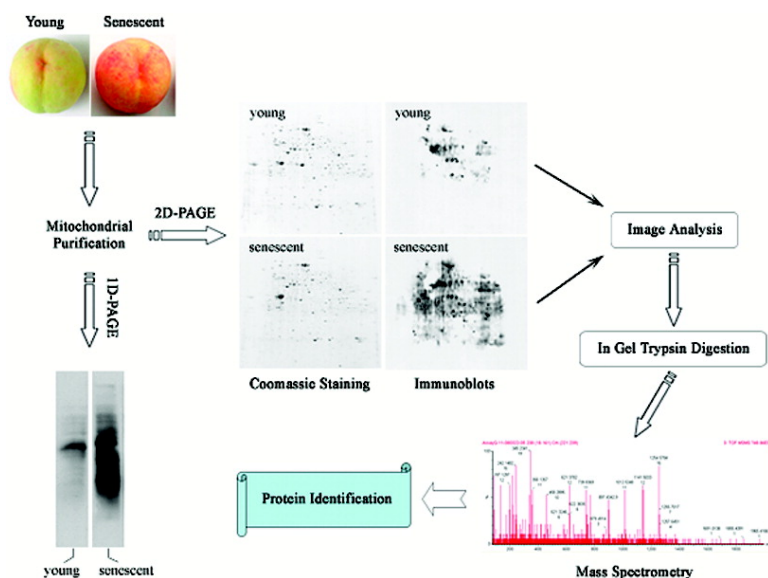 Young
Senescent
Mitochondrial
Purification
2D-PAGE
1D-PAGE
young
young
senescent
senescent
Coomassic Staining
Immunoblots
Image Analysis
In Gel Trypsin Digestion
Protein Identification
Mass Spectrometry
young
senescent